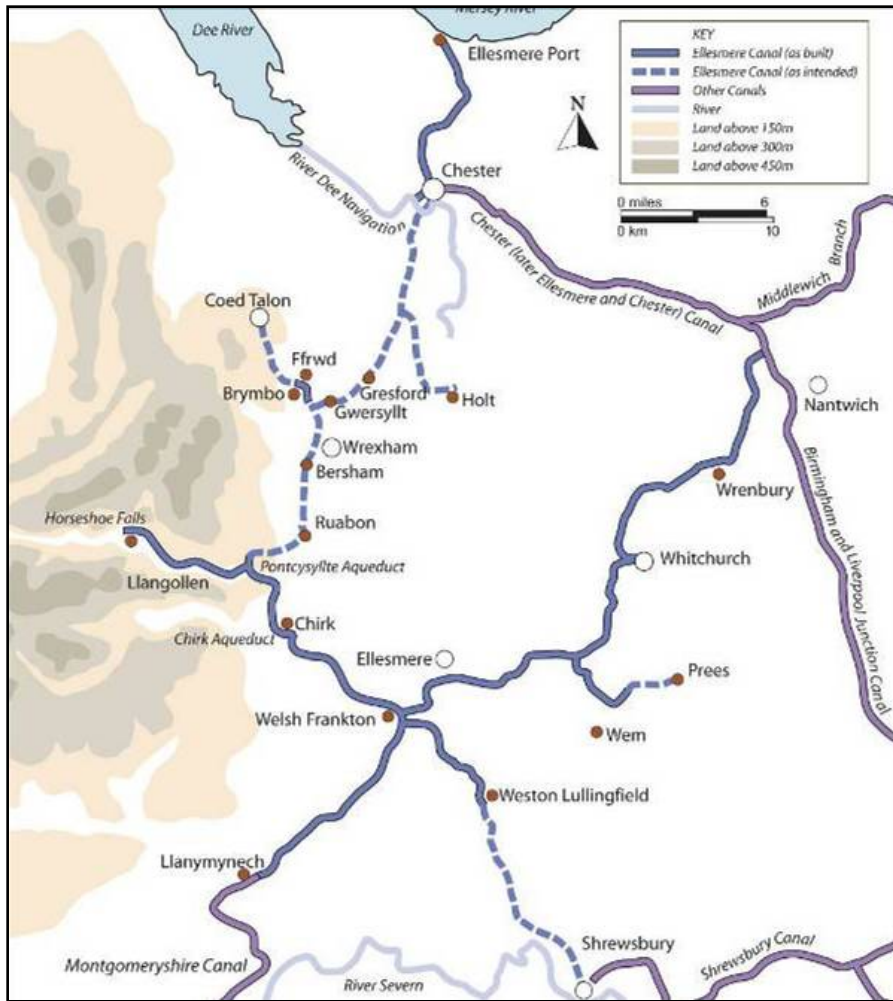 Mersey River
Dee River
Ellesmere Port
KEY
Ellesmere Canal (as built)
Ellesmere Canal (as intended)
Other Canals
River
Land above 150m
Land above 300m
Land above 450m
N
0 miles 6
0 km 10
River Dee Navigation
Chester
Chester (later Ellesmere and Chester) Canal
Middlewich Branch
Coed Talon
Ffrwd
Brymbo
Gresford
Gwersyllt
Holt
Nantwich
Wrexham
Bersham
Wrenbury
Birmingham and Liverpool Junction Canal
Horseshoe Falls
Ruabon
Whitchurch
Pontcysyllte Aqueduct
Llangollen
Chirk
Chirk Aqueduct
Ellesmere
Prees
Welsh Frankton
Wem
Weston Lullingfield
Llanymynech
Shrewsbury
Shrewsbury Canal
Montgomeryshire Canal
River Severn